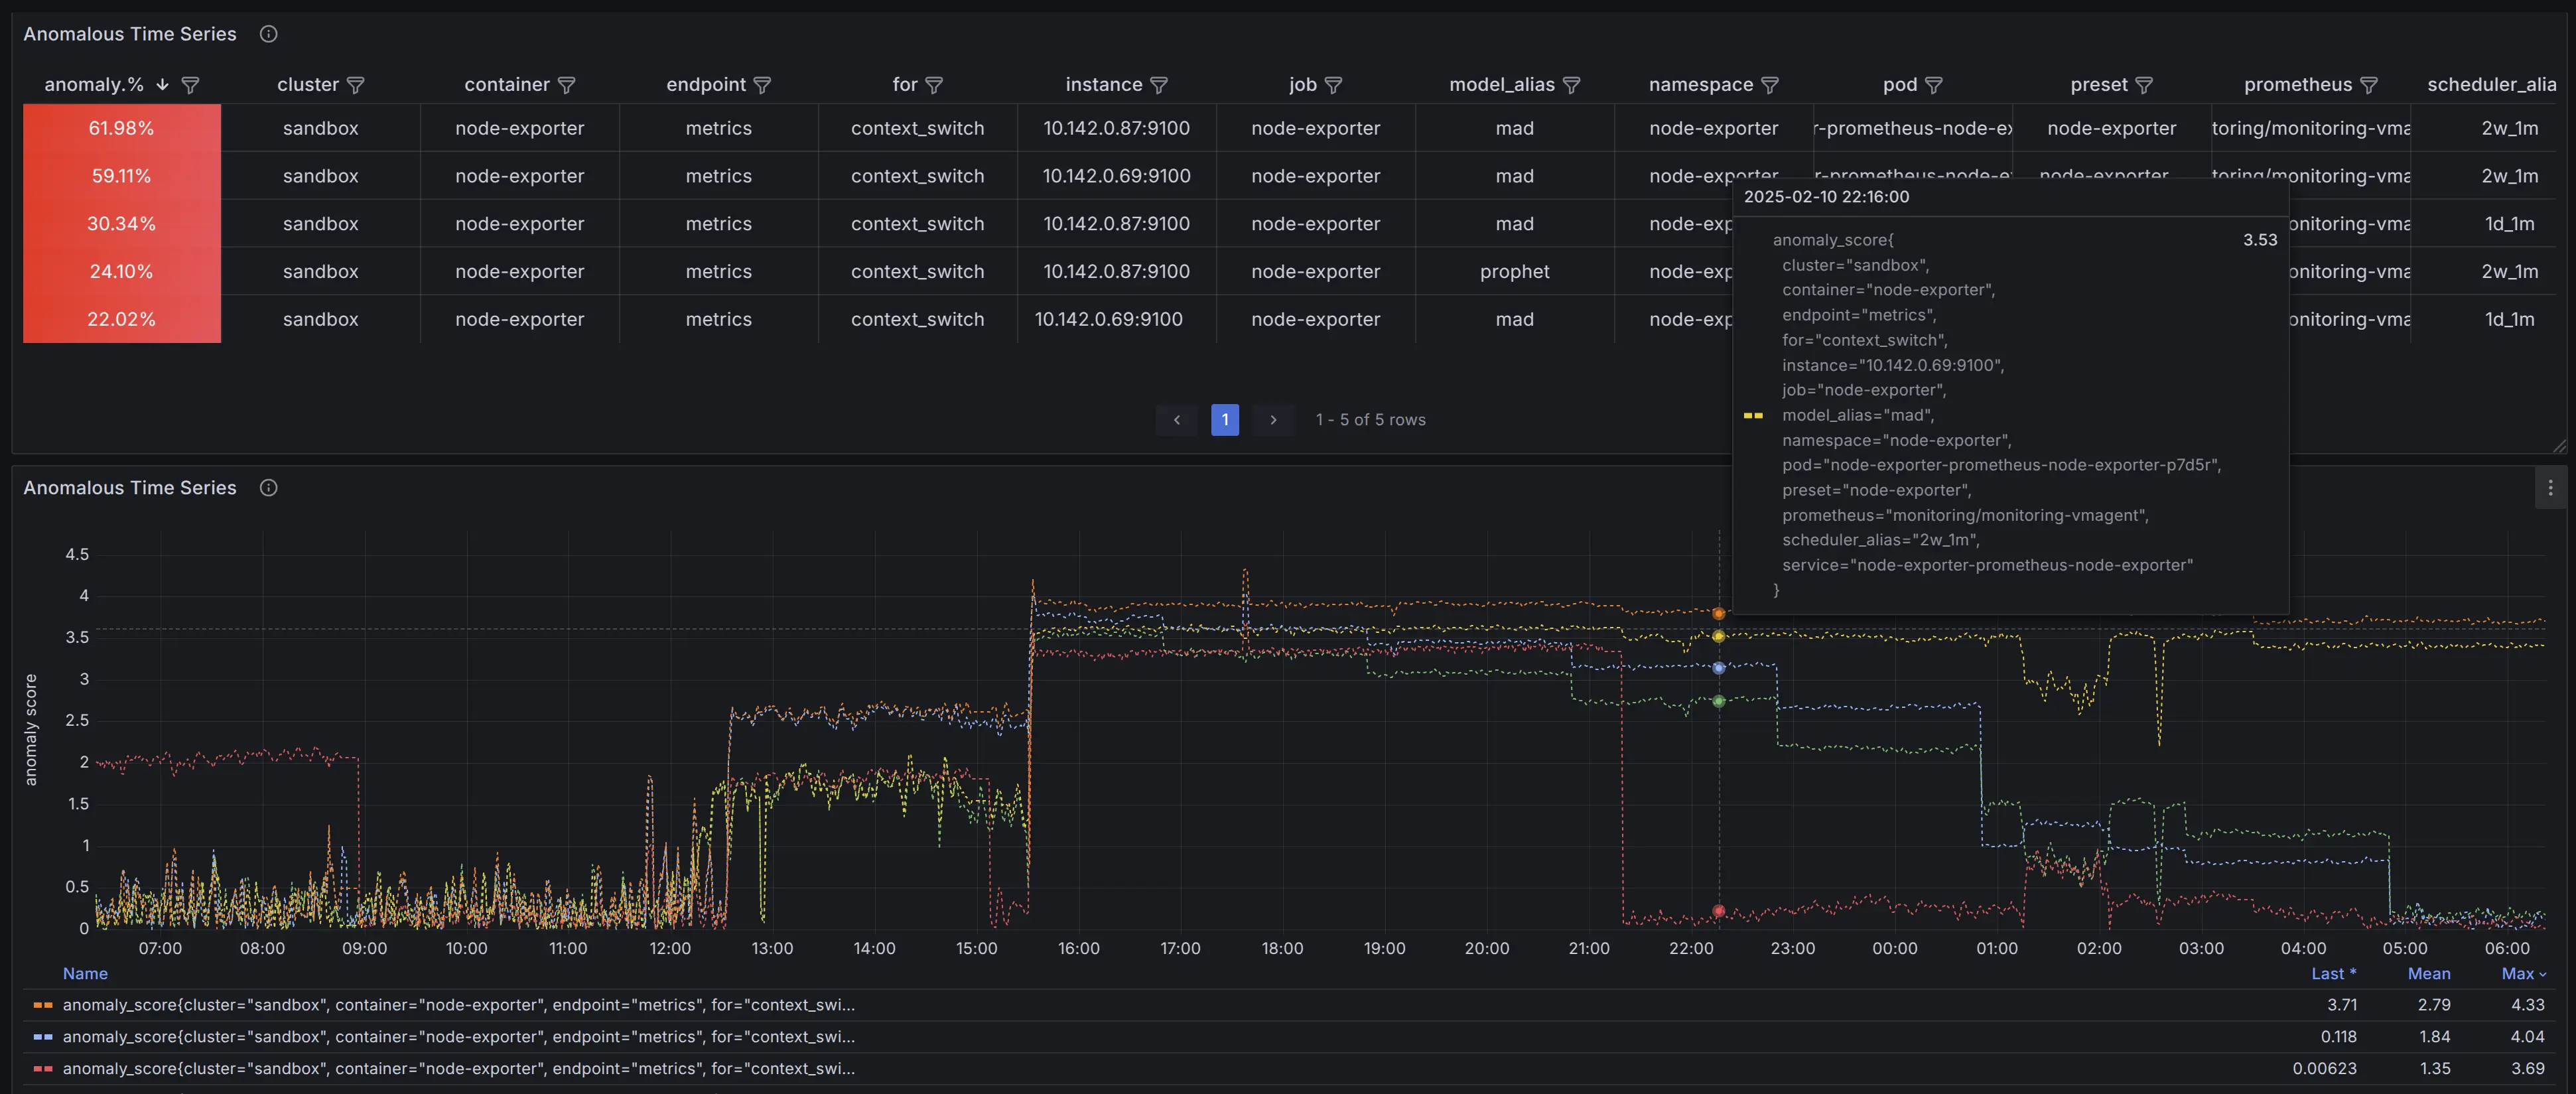 Anomalous Time Series
anomaly.% cluster container endpoint for instance job model_alias namespace pod preset prometheus scheduler_alia
61.98% sandbox node-exporter metrics context_switch 10.142.0.87:9100 node-exporter mad node-exporter r-prometheus-node-ex node-exporter toring/monitoring-vma 2w_1m
59.11% sandbox node-exporter metrics context_switch 10.142.0.69:9100 node-exporter mad node-exporter r-prometheus-node-e node-exporter toring/monitoring-vma 2w_1m
30.34% sandbox node-exporter metrics context_switch 10.142.0.87:9100 node-exporter mad node-exp onitoring-vma 1d_1m
24.10% sandbox node-exporter metrics context_switch 10.142.0.87:9100 node-exporter prophet node-exp onitoring-vma 2w_1m
22.02% sandbox node-exporter metrics context_switch 10.142.0.69:9100 node-exporter mad node-exp onitoring-vma 1d_1m
1 1 - 5 of 5 rows
2025-02-10 22:16:00
anomaly_score{ 3.53
cluster="sandbox",
container="node-exporter",
endpoint="metrics",
for="context_switch",
instance="10.142.0.69:9100",
job="node-exporter",
model_alias="mad",
namespace="node-exporter",
pod="node-exporter-prometheus-node-exporter-p7d5r",
preset="node-exporter",
prometheus="monitoring/monitoring-vmagent",
scheduler_alias="2w_1m",
service="node-exporter-prometheus-node-exporter"
}
Anomalous Time Series
anomaly score
4.5
4
3.5
3
2.5
2
1.5
1
0.5
0
07:00 08:00 09:00 10:00 11:00 12:00 13:00 14:00 15:00 16:00 17:00 18:00 19:00 20:00 21:00 22:00 23:00 00:00 01:00 02:00 03:00 04:00 05:00 06:00
Name Last * Mean Max
anomaly_score{cluster="sandbox", container="node-exporter", endpoint="metrics", for="context_swi... 3.71 2.79 4.33
anomaly_score{cluster="sandbox", container="node-exporter", endpoint="metrics", for="context_swi... 0.118 1.84 4.04
anomaly_score{cluster="sandbox", container="node-exporter", endpoint="metrics", for="context_swi... 0.00623 1.35 3.69